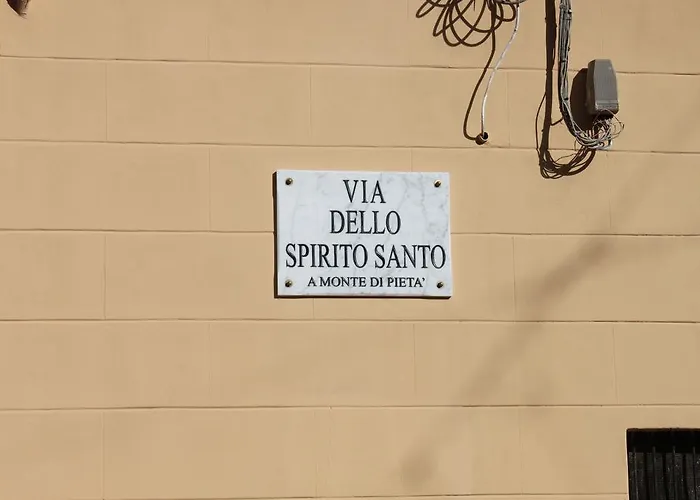 VIA
DELLO
SPIRITO SANTO
A MONTE DI PIETA'